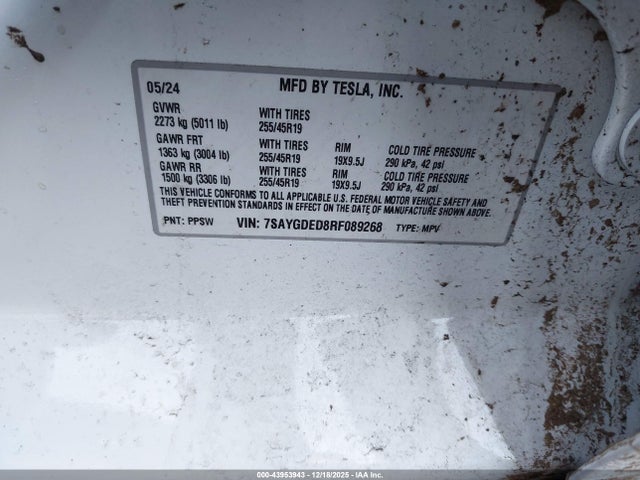 05/24 MFD BY TESLA, INC.
GVWR WITH TIRES
2273 kg (5011 lb) 255/45R19
GAWR FRT WITH TIRES RIM COLD TIRE PRESSURE
1363 kg (3004 lb) 255/45R19 19X9.5J 290 kPa, 42 psi
GAWR RR WITH TIRES RIM COLD TIRE PRESSURE
1500 kg (3306 lb) 255/45R19 19X9.5J 290 kPa, 42 psi
THIS VEHICLE CONFORMS TO ALL APPLICABLE U.S. FEDERAL MOTOR VEHICLE SAFETY AND
THEFT PREVENTION STANDARDS IN EFFECT ON THE DATE OF MANUFACTURE SHOWN ABOVE.
PNT: PPSW VIN: 7SAYGDED8RF089268 TYPE: MPV
000-43953943 / 12/18/2025 - IAA Inc.